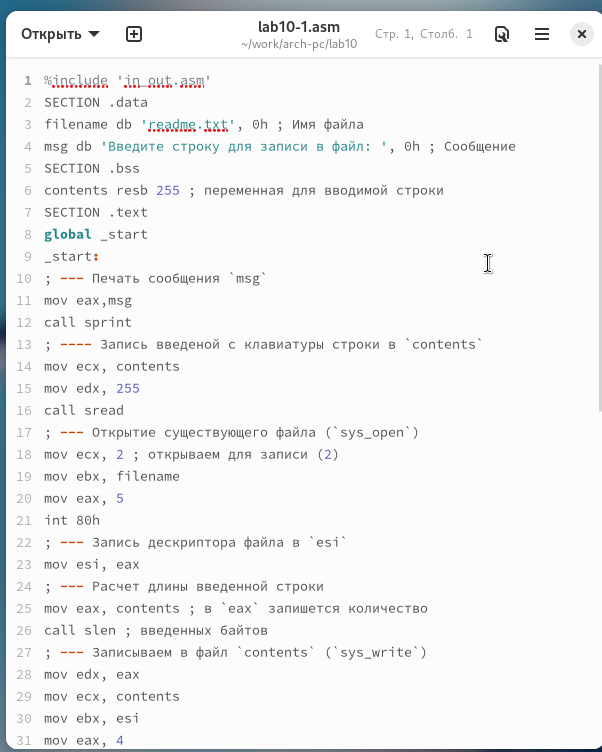 Открыть
lab10-1.asm
~/work/arch-pc/lab10
Стр. 1, Столб. 1
1 %include 'in_out.asm'
2 SECTION .data
3 filename db 'readme.txt', 0h ; Имя файла
4 msg db 'Введите строку для записи в файл: ', 0h ; Сообщение
5 SECTION .bss
6 contents resb 255 ; переменная для вводимой строки
7 SECTION .text
8 global _start
9 _start:
10 ; --- Печать сообщения `msg`
11 mov eax,msg
12 call sprint
13 ; ---- Запись введеной с клавиатуры строки в `contents`
14 mov ecx, contents
15 mov edx, 255
16 call sread
17 ; --- Открытие существующего файла (`sys_open`)
18 mov ecx, 2 ; открываем для записи (2)
19 mov ebx, filename
20 mov eax, 5
21 int 80h
22 ; --- Запись дескриптора файла в `esi`
23 mov esi, eax
24 ; --- Расчет длины введенной строки
25 mov eax, contents ; в `eax` запишется количество
26 call slen ; введенных байтов
27 ; --- Записываем в файл `contents` (`sys_write`)
28 mov edx, eax
29 mov ecx, contents
30 mov ebx, esi
31 mov eax, 4